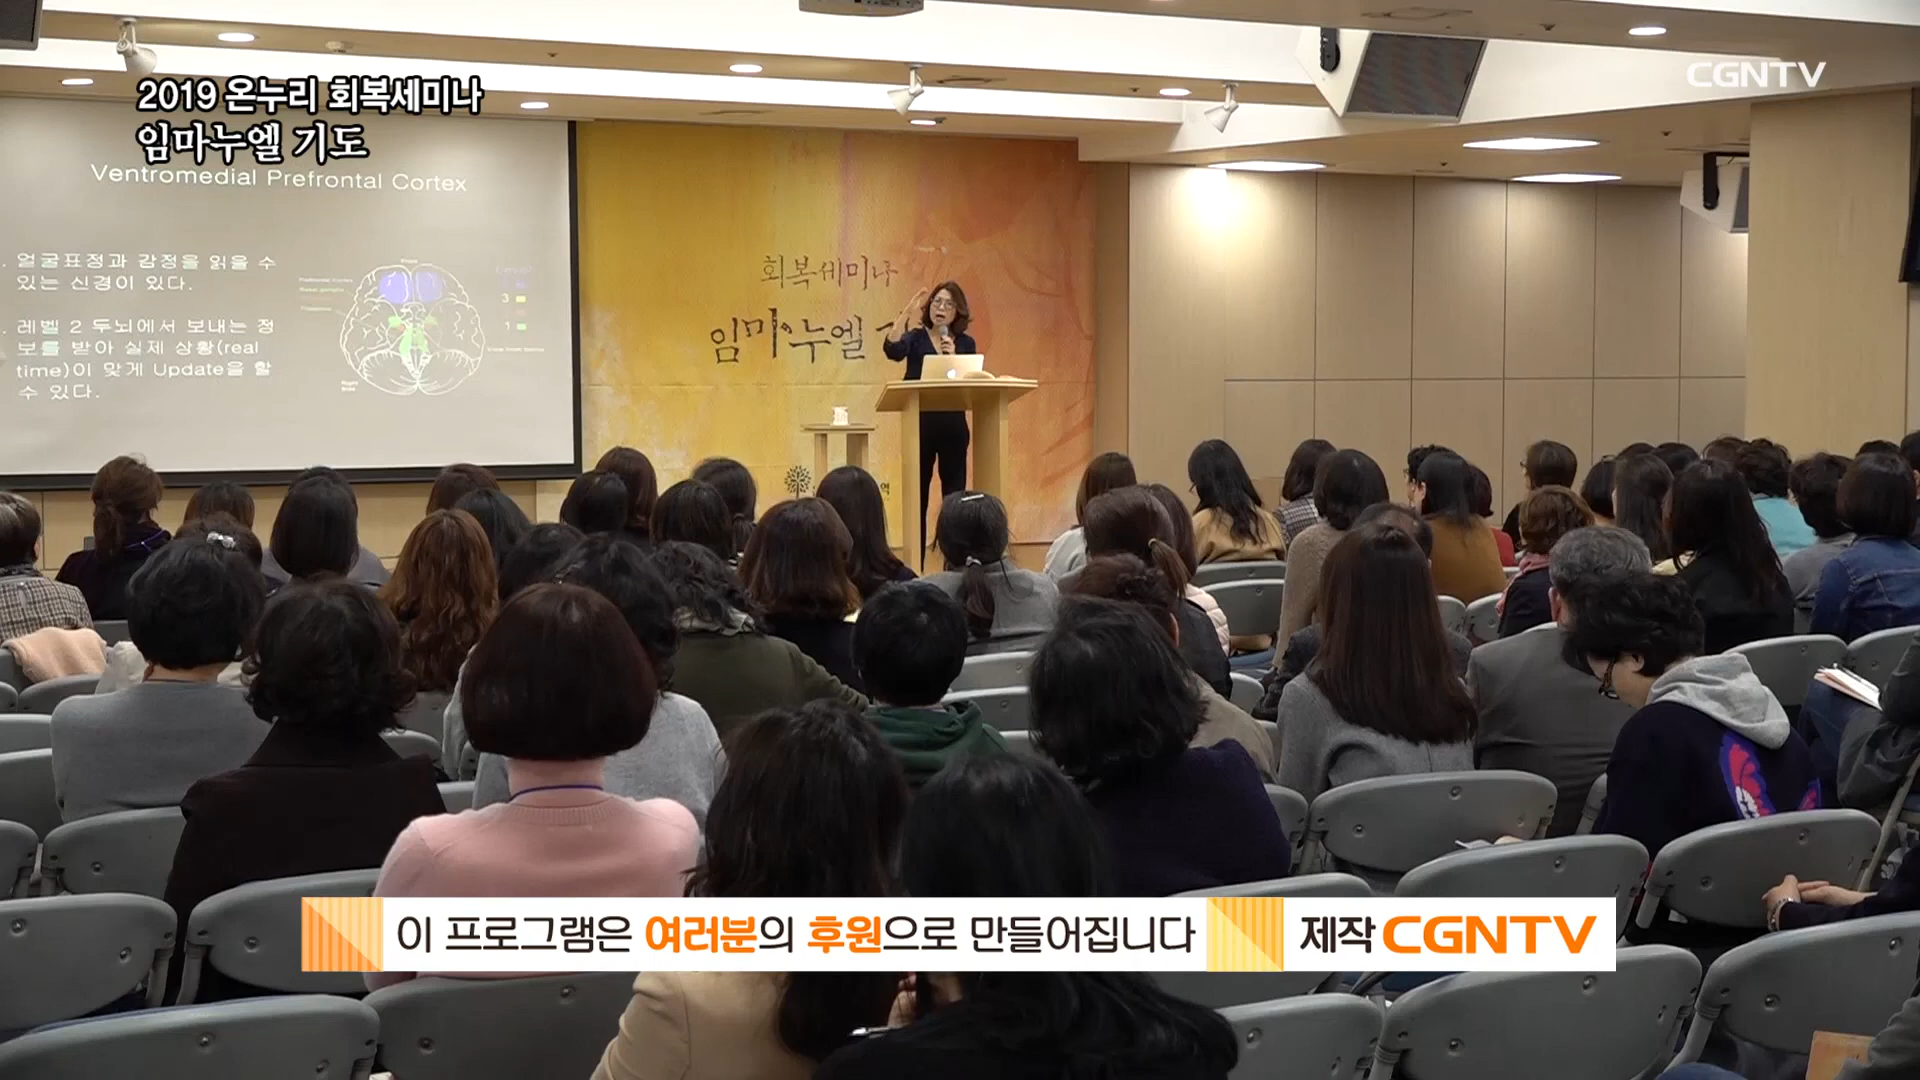 2019 온누리 회복세미나
임마누엘 기도
CGNTV
Ventromedial Prefrontal Cortex
. 얼굴표정과 감정을 읽을 수
있는 신경이 있다.
. 레벨 2 두뇌에서 보내는 정
보를 받아 실제 상황(real
time)이 맞게 Update을 할
수 있다.
3
1
회복세미나
임마누엘
이 프로그램은 여러분의 후원으로 만들어집니다
제작 CGNTV